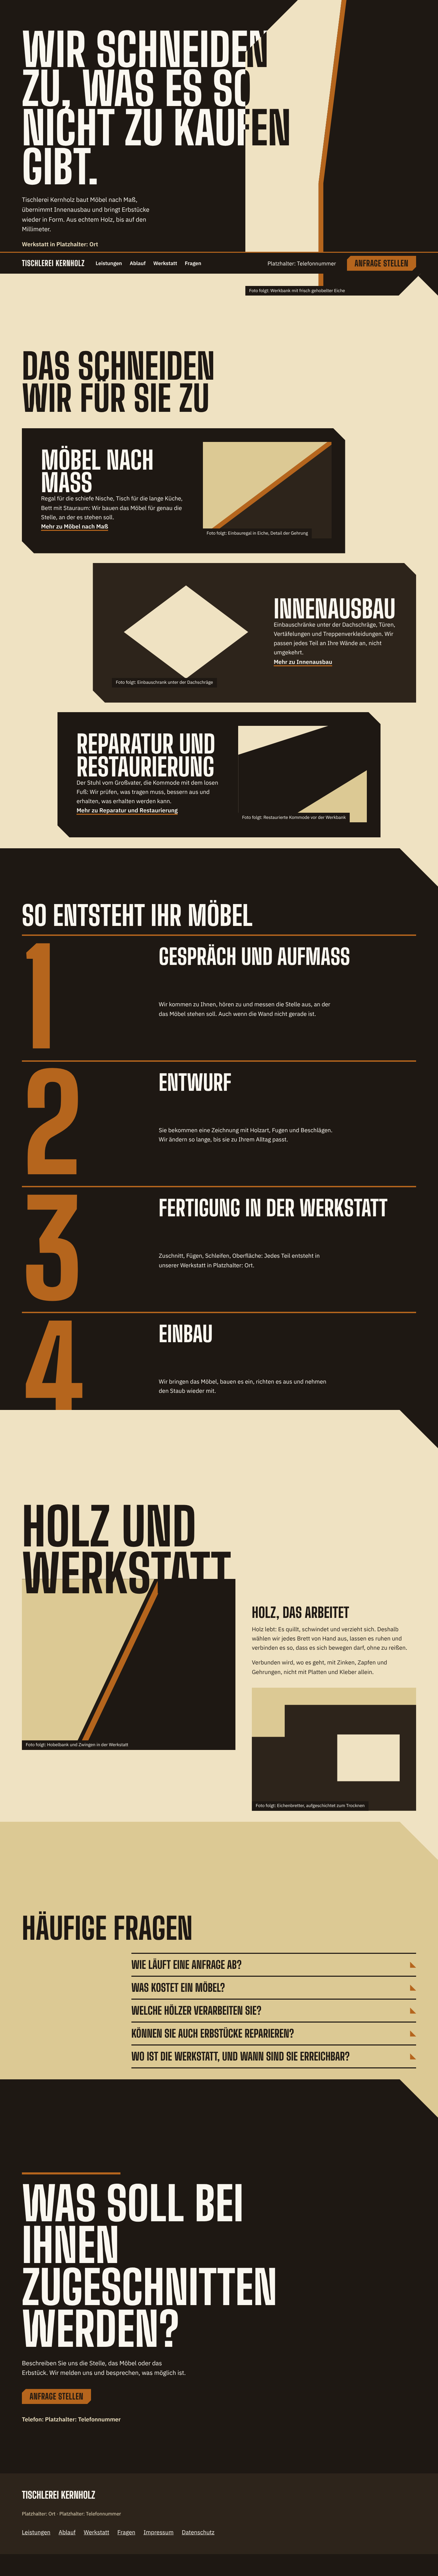 WIR SCHNEIDEN
ZU, WAS ES SO
NICHT ZU KAUFEN
GIBT.
Tischlerei Kernholz baut Möbel nach Maß,
übernimmt Innenausbau und bringt Erbstücke
wieder in Form. Aus echtem Holz, bis auf den
Millimeter.
Werkstatt in Platzhalter: Ort
TISCHLEREI KERNHOLZ Leistungen Ablauf Werkstatt Fragen Platzhalter: Telefonnummer ANFRAGE STELLEN
Foto folgt: Werkbank mit frisch gehobelter Eiche
DAS SCHNEIDEN
WIR FÜR SIE ZU
MÖBEL NACH
MASS
Regal für die schiefe Nische, Tisch für die lange Küche,
Bett mit Stauraum: Wir bauen das Möbel für genau die
Stelle, an der es stehen soll.
Mehr zu Möbel nach Maß
Foto folgt: Einbauregal in Eiche, Detail der Gehrung
INNENAUSBAU
Einbauschränke unter der Dachschräge, Türen,
Vertäfelungen und Treppenverkleidungen. Wir
passen jedes Teil an Ihre Wände an, nicht
umgekehrt.
Mehr zu Innenausbau
Foto folgt: Einbauschrank unter der Dachschräge
REPARATUR UND
RESTAURIERUNG
Der Stuhl vom Großvater, die Kommode mit dem losen
Fuß: Wir prüfen, was tragen muss, bessern aus und
erhalten, was erhalten werden kann.
Mehr zu Reparatur und Restaurierung
Foto folgt: Restaurierte Kommode vor der Werkbank
SO ENTSTEHT IHR MÖBEL
1
GESPRÄCH UND AUFMASS
Wir kommen zu Ihnen, hören zu und messen die Stelle aus, an der
das Möbel stehen soll. Auch wenn die Wand nicht gerade ist.
2
ENTWURF
Sie bekommen eine Zeichnung mit Holzart, Fugen und Beschlägen.
Wir ändern so lange, bis sie zu Ihrem Alltag passt.
3
FERTIGUNG IN DER WERKSTATT
Zuschnitt, Fügen, Schleifen, Oberfläche: Jedes Teil entsteht in
unserer Werkstatt in Platzhalter: Ort.
4
EINBAU
Wir bringen das Möbel, bauen es ein, richten es aus und nehmen
den Staub wieder mit.
HOLZ UND
WERKSTATT
Foto folgt: Hobelbank und Zwingen in der Werkstatt
HOLZ, DAS ARBEITET
Holz lebt: Es quillt, schwindet und verzieht sich. Deshalb
wählen wir jedes Brett von Hand aus, lassen es ruhen und
verbinden es so, dass es sich bewegen darf, ohne zu reißen.
Verbunden wird, wo es geht, mit Zinken, Zapfen und
Gehrungen, nicht mit Platten und Kleber allein.
Foto folgt: Eichenbretter, aufgeschichtet zum Trocknen
HÄUFIGE FRAGEN
WIE LÄUFT EINE ANFRAGE AB?
WAS KOSTET EIN MÖBEL?
WELCHE HÖLZER VERARBEITEN SIE?
KÖNNEN SIE AUCH ERBSTÜCKE REPARIEREN?
WO IST DIE WERKSTATT, UND WANN SIND SIE ERREICHBAR?
WAS SOLL BEI
IHNEN
ZUGESCHNITTEN
WERDEN?
Beschreiben Sie uns die Stelle, das Möbel oder das
Erbstück. Wir melden uns und besprechen, was möglich ist.
ANFRAGE STELLEN
Telefon: Platzhalter: Telefonnummer
TISCHLEREI KERNHOLZ
Platzhalter: Ort · Platzhalter: Telefonnummer
Leistungen Ablauf Werkstatt Fragen Impressum Datenschutz